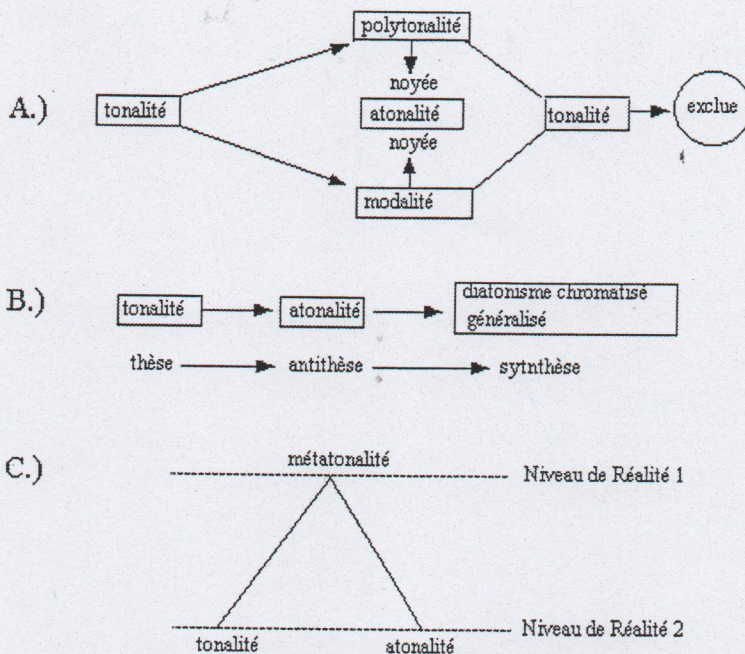 polytonalité
noyée
A.) tonalité atonalité tonalité exclue
noyée
modalité
B.) tonalité atonalité diatonisme chromatisé
généralisé
thèse antithèse sytnthèse
C.) métatonalité
Niveau de Réalité 1
Niveau de Réalité 2
tonalité atonalité